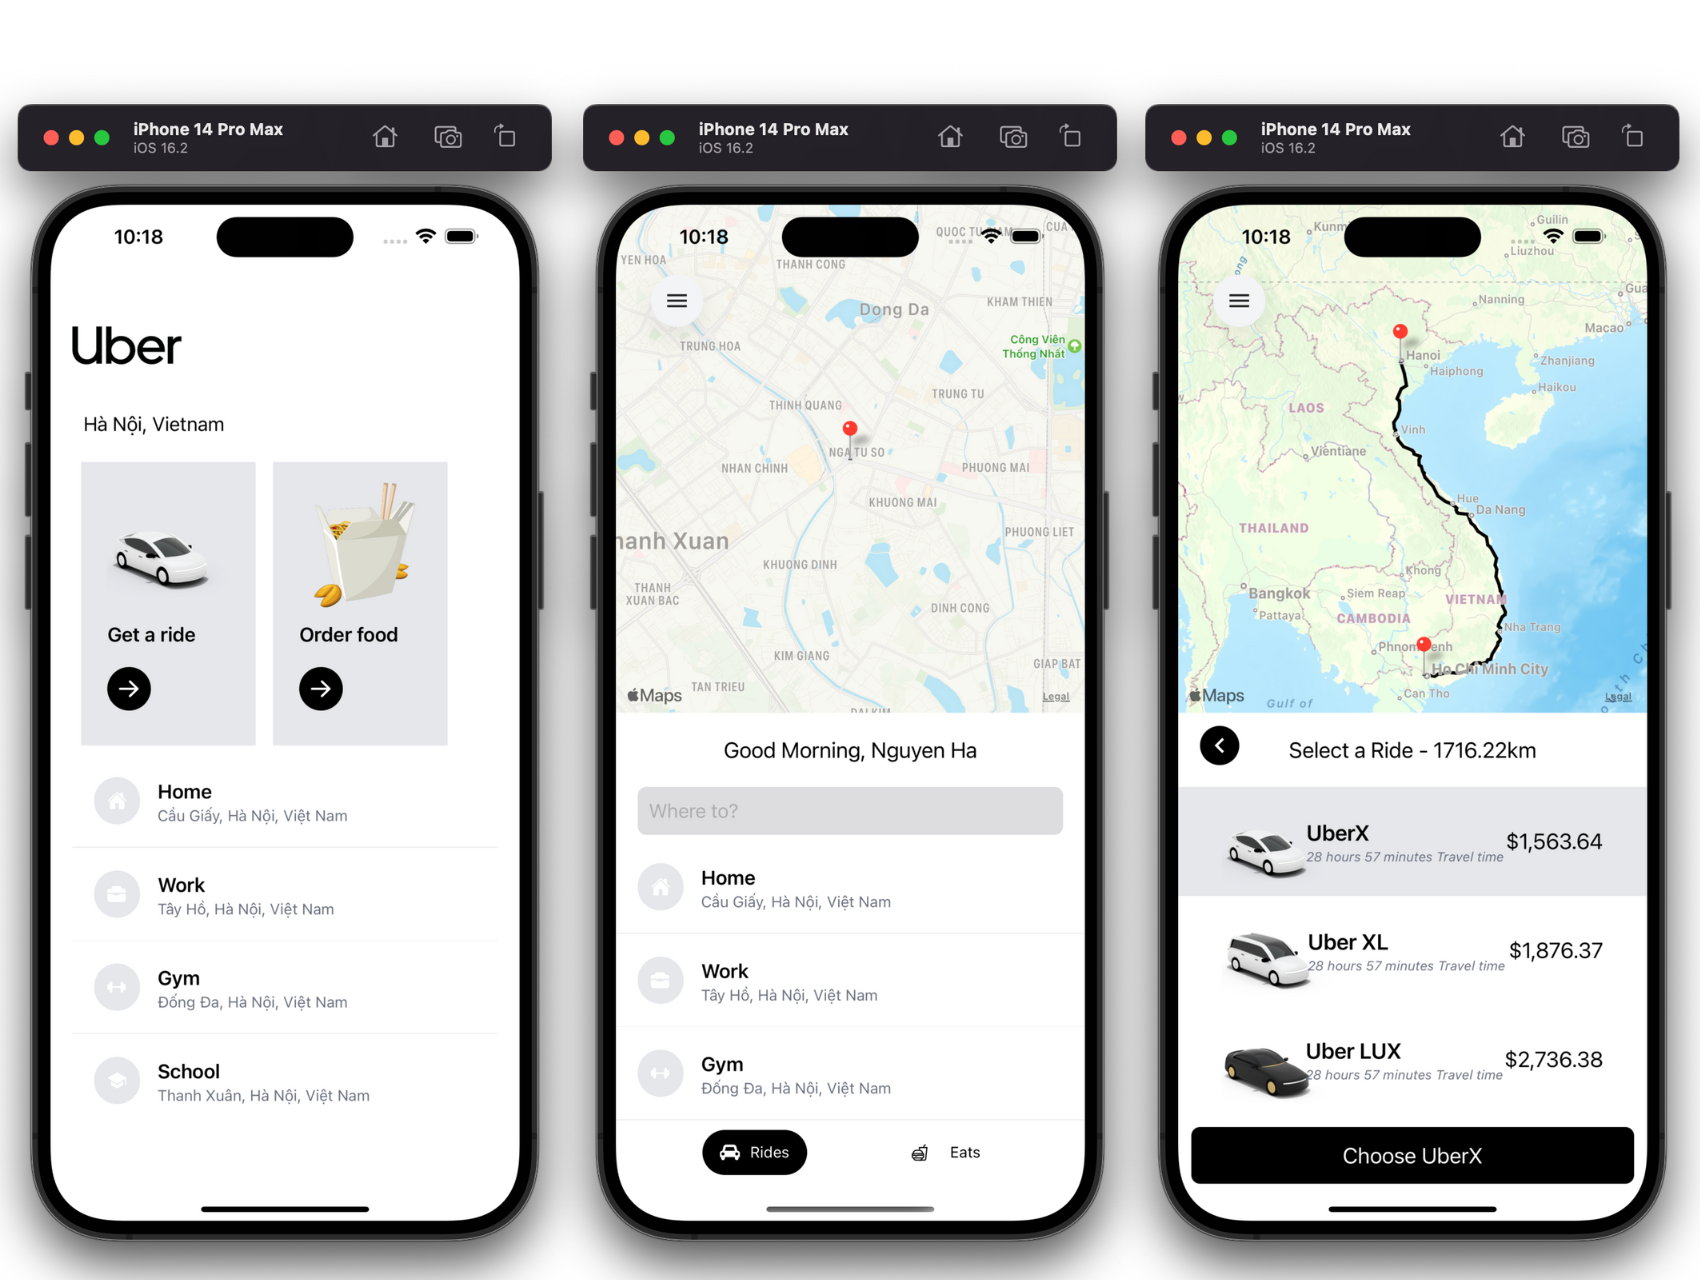 iPhone 14 Pro Max
iOS 16.2
10:18
Uber
Hà Nội, Vietnam
Get a ride
Order food
Home
Cầu Giấy, Hà Nội, Việt Nam
Work
Tây Hồ, Hà Nội, Việt Nam
Gym
Đống Đa, Hà Nội, Việt Nam
School
Thanh Xuân, Hà Nội, Việt Nam
iPhone 14 Pro Max
iOS 16.2
10:18
QUOC TU
CUA
YEN HOA
THANH CONG
Dong Da
KHAM THIEN
Công Viên
Thống Nhất
TRUNG HOA
TRUNG TU
THINH QUANG
NGA TU SO
NHAN CHINH
PHUONG MAI
KHUONG MAI
PHUONG LIET
hanh Xuan
KHUONG DINH
THANH
XUAN BAC
DINH CONG
KIM GIANG
GIAP BAT
TAN TRIEU
Maps
Legal
DAI KIM
Good Morning, Nguyen Ha
Where to?
Home
Cầu Giấy, Hà Nội, Việt Nam
Work
Tây Hồ, Hà Nội, Việt Nam
Gym
Đống Đa, Hà Nội, Việt Nam
Rides
Eats
iPhone 14 Pro Max
iOS 16.2
10:18
Guilin
Kunm
Liuzhou
ong
Nanning
Gua
Macao
Hanoi
Haiphong
Zhanjiang
Haikou
LAOS
Vinh
Vientiane
Hue
Da Nang
THAILAND
Khong
Bangkok
Siem Reap
VIETNAM
Pattaya
CAMBODIA
Nha Trang
Phnom Penh
Ho Chi Minh City
Can Tho
Maps
Gulf of
outh Ch
Legal
Select a Ride - 1716.22km
UberX
28 hours 57 minutes Travel time
$1,563.64
Uber XL
28 hours 57 minutes Travel time
$1,876.37
Uber LUX
28 hours 57 minutes Travel time
$2,736.38
Choose UberX